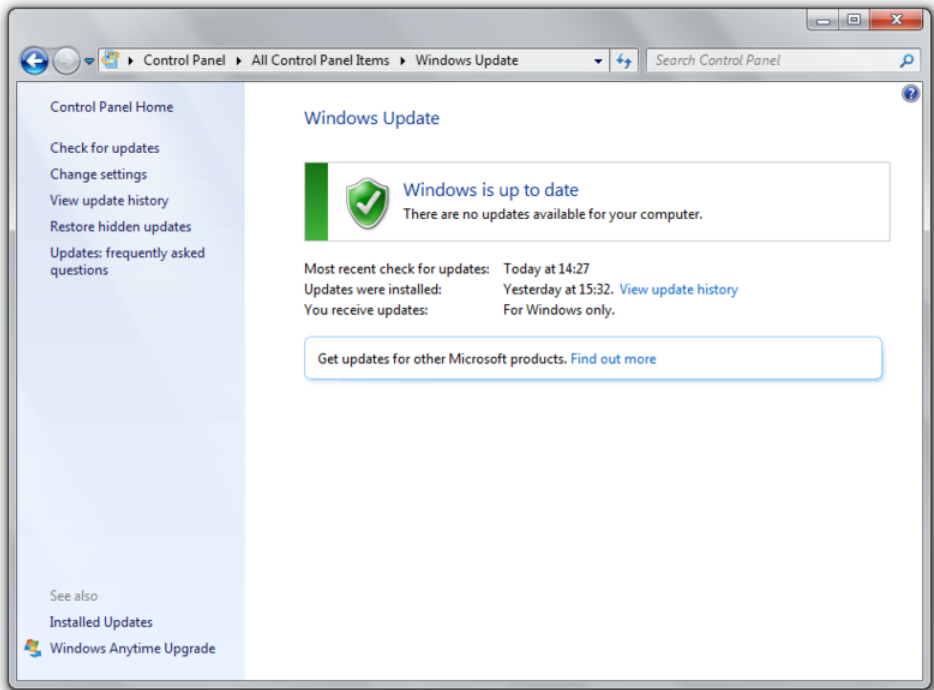 Control Panel All Control Panel Items Windows Update Search Control Panel
Control Panel Home
Check for updates
Change settings
View update history
Restore hidden updates
Updates: frequently asked
questions
See also
Installed Updates
Windows Anytime Upgrade
Windows Update
Windows is up to date
There are no updates available for your computer.
Most recent check for updates: Today at 14:27
Updates were installed: Yesterday at 15:32. View update history
You receive updates: For Windows only.
Get updates for other Microsoft products. Find out more